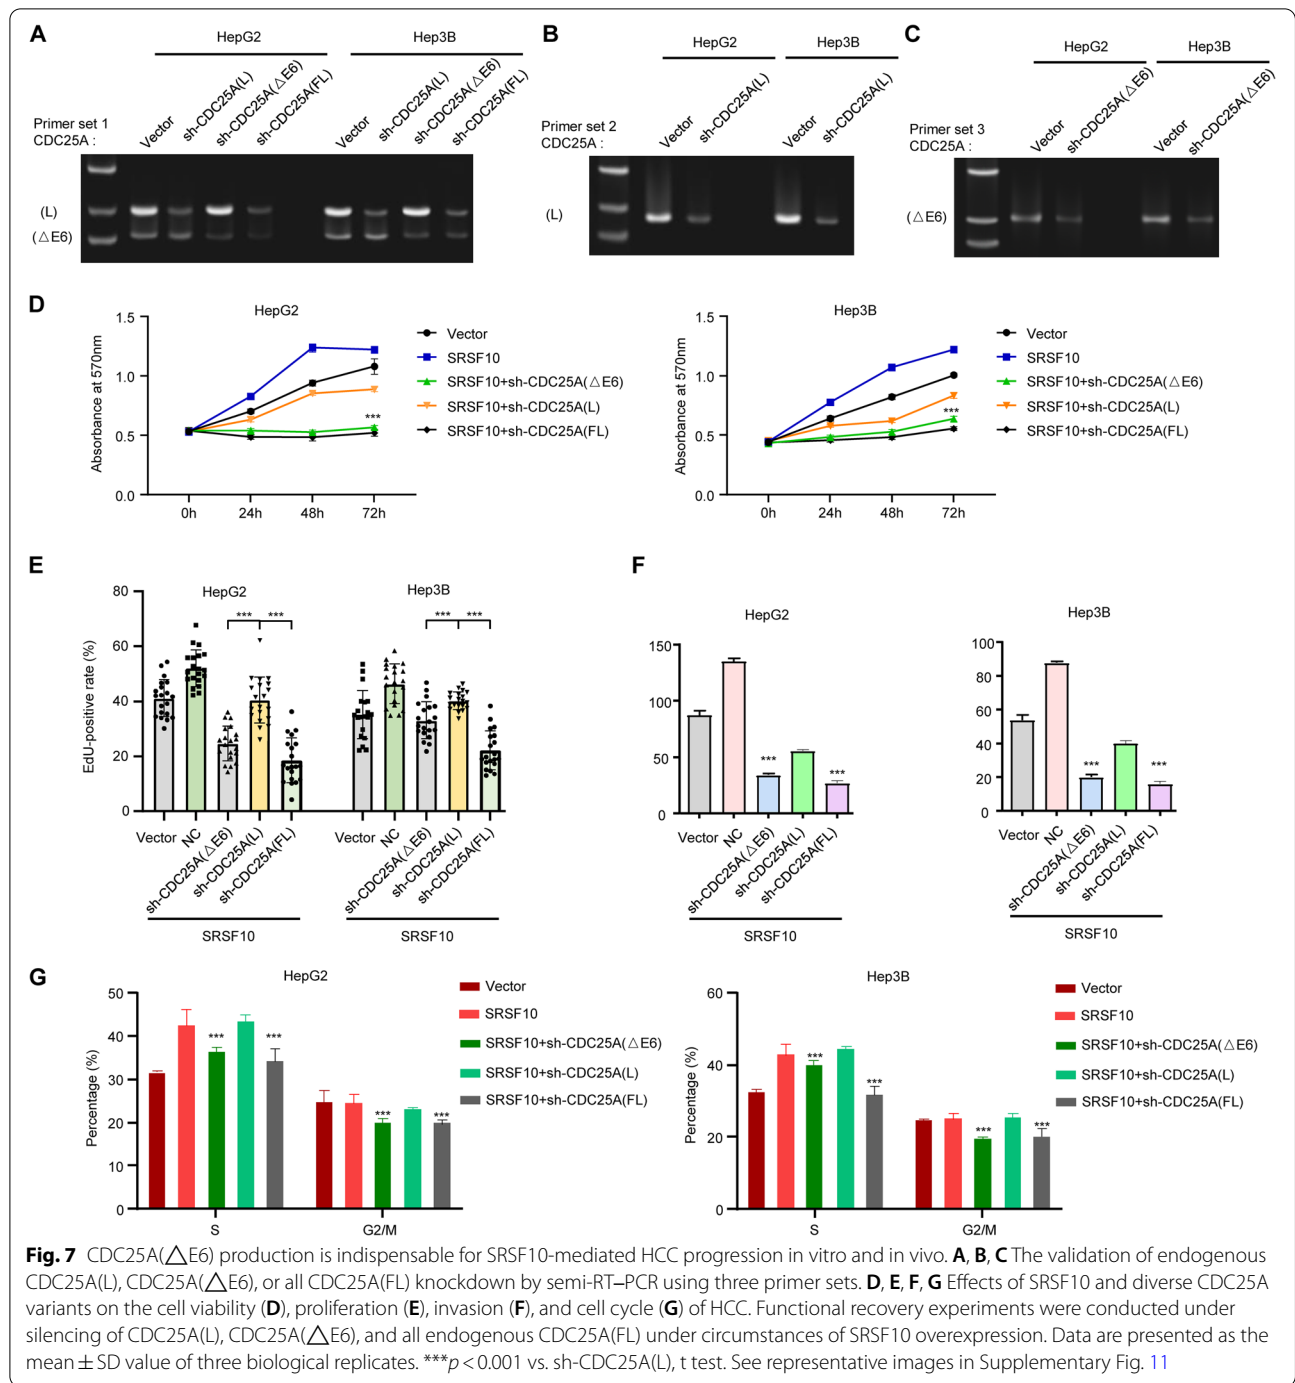 A
HepG2
Hep3B
Vector
sh-CDC25A(L)
sh-CDC25A(△E6)
sh-CDC25A(FL)
Vector
sh-CDC25A(L)
sh-CDC25A(△E6)
sh-CDC25A(FL)
Primer set 1
CDC25A :
(L)
(△E6)
B
HepG2
Hep3B
Vector
sh-CDC25A(L)
Vector
sh-CDC25A(L)
Primer set 2
CDC25A :
(L)
C
HepG2
Hep3B
Vector
sh-CDC25A(△E6)
Vector
sh-CDC25A(△E6)
Primer set 3
CDC25A :
(△E6)
D
HepG2
Absorbance at 570nm
1.5
1.0
0.5
0.0
0h 24h 48h 72h
***
Vector
SRSF10
SRSF10+sh-CDC25A(△E6)
SRSF10+sh-CDC25A(L)
SRSF10+sh-CDC25A(FL)
Hep3B
Absorbance at 570nm
1.5
1.0
0.5
0.0
0h 24h 48h 72h
***
Vector
SRSF10
SRSF10+sh-CDC25A(△E6)
SRSF10+sh-CDC25A(L)
SRSF10+sh-CDC25A(FL)
E
HepG2
Hep3B
EdU-positive rate (%)
80
60
40
20
0
*** ***
*** ***
Vector
NC
sh-CDC25A(△E6)
sh-CDC25A(L)
sh-CDC25A(FL)
SRSF10
Vector
NC
sh-CDC25A(△E6)
sh-CDC25A(L)
sh-CDC25A(FL)
SRSF10
F
HepG2
150
100
50
0
***
***
Vector
NC
sh-CDC25A(△E6)
sh-CDC25A(L)
sh-CDC25A(FL)
SRSF10
Hep3B
100
80
60
40
20
0
***
***
Vector
NC
sh-CDC25A(△E6)
sh-CDC25A(L)
sh-CDC25A(FL)
SRSF10
G
HepG2
Percentage (%)
50
40
30
20
10
0
*** ***
*** ***
S G2/M
Vector
SRSF10
SRSF10+sh-CDC25A(△E6)
SRSF10+sh-CDC25A(L)
SRSF10+sh-CDC25A(FL)
Hep3B
Percentage (%)
60
40
20
0
*** ***
*** ***
S G2/M
Vector
SRSF10
SRSF10+sh-CDC25A(△E6)
SRSF10+sh-CDC25A(L)
SRSF10+sh-CDC25A(FL)
Fig. 7 CDC25A(△E6) production is indispensable for SRSF10-mediated HCC progression in vitro and in vivo. A, B, C The validation of endogenous
CDC25A(L), CDC25A(△E6), or all CDC25A(FL) knockdown by semi-RT–PCR using three primer sets. D, E, F, G Effects of SRSF10 and diverse CDC25A
variants on the cell viability (D), proliferation (E), invasion (F), and cell cycle (G) of HCC. Functional recovery experiments were conducted under
silencing of CDC25A(L), CDC25A(△E6), and all endogenous CDC25A(FL) under circumstances of SRSF10 overexpression. Data are presented as the
mean ± SD value of three biological replicates. ***p < 0.001 vs. sh-CDC25A(L), t test. See representative images in Supplementary Fig. 11